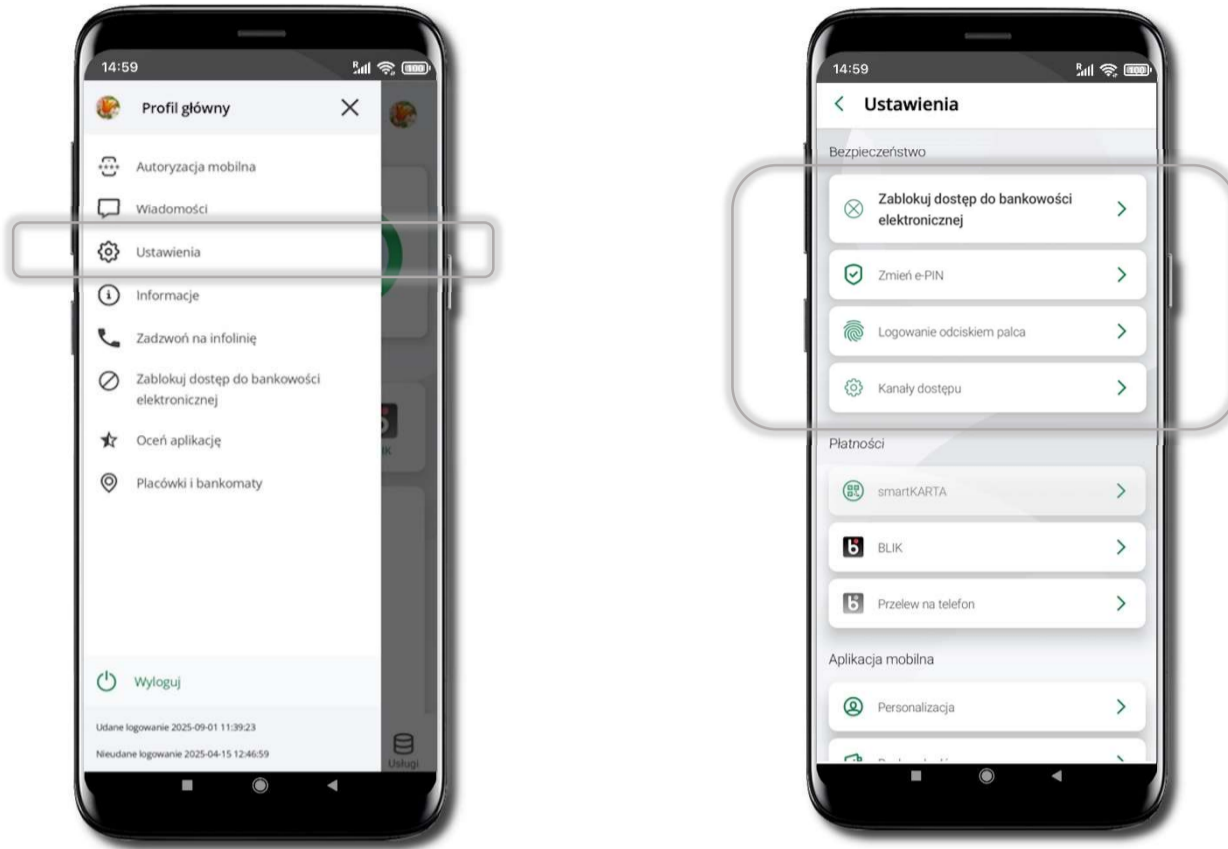 14:59
Profil główny
Autoryzacja mobilna
Wiadomości
Ustawienia
Informacje
Zadzwoń na infolinię
Zablokuj dostęp do bankowości
elektronicznej
Oceń aplikację
Placówki i bankomaty
Wyloguj
Udane logowanie 2025-09-01 11:39:23
Nieudane logowanie 2025-04-15 12:46:59
Usługi
14:59
Ustawienia
Bezpieczeństwo
Zablokuj dostęp do bankowości
elektronicznej
Zmień e-PIN
Logowanie odciskiem palca
Kanały dostępu
Płatności
smartKARTA
BLIK
Przelew na telefon
Aplikacja mobilna
Personalizacja